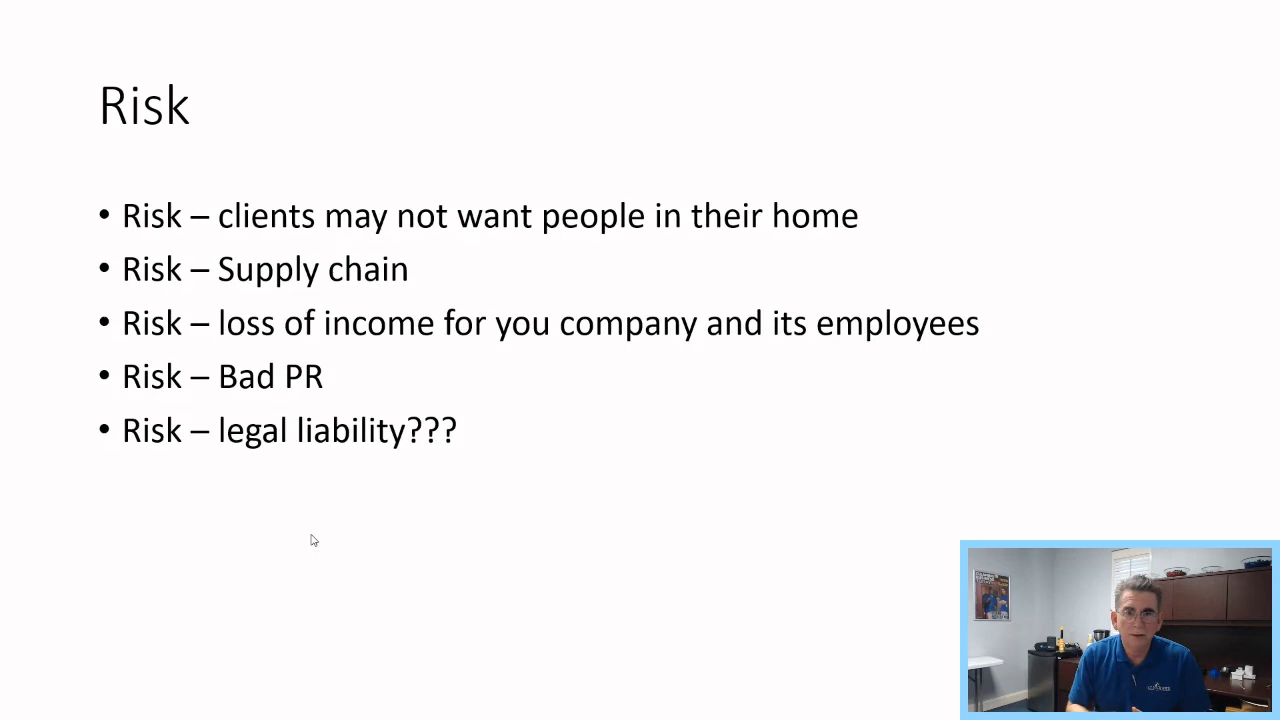 Risk
• Risk – clients may not want people in their home
• Risk – Supply chain
• Risk – loss of income for you company and its employees
• Risk – Bad PR
• Risk – legal liability???